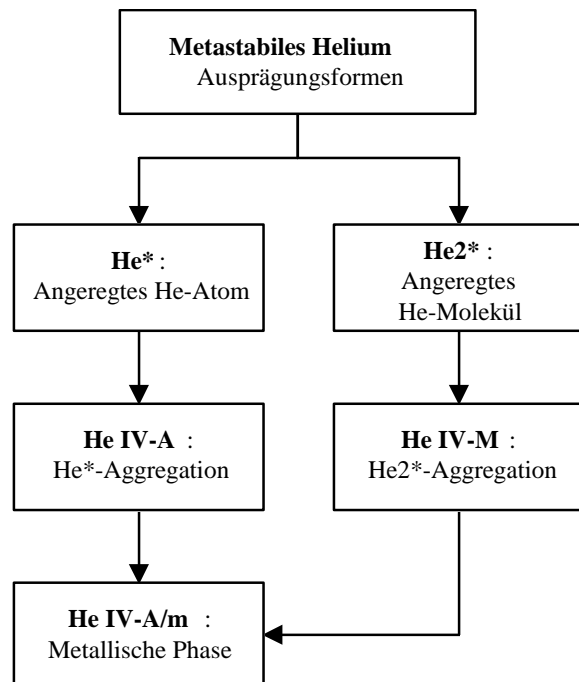 Metastabiles Helium
Ausprägungsformen
He* :
Angeregtes He-Atom
He2* :
Angeregtes
He-Molekül
He IV-A :
He*-Aggregation
He IV-M :
He2*-Aggregation
He IV-A/m :
Metallische Phase